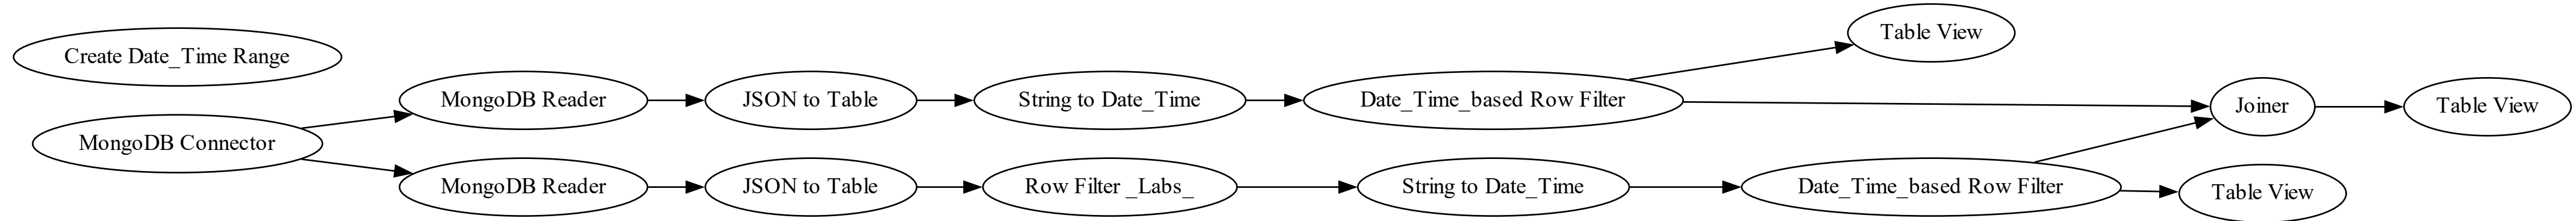 Create Date_Time Range
MongoDB Connector
MongoDB Reader
JSON to Table
String to Date_Time
Date_Time_based Row Filter
Table View
Joiner
Table View
MongoDB Reader
JSON to Table
Row Filter _Labs_
String to Date_Time
Date_Time_based Row Filter
Table View